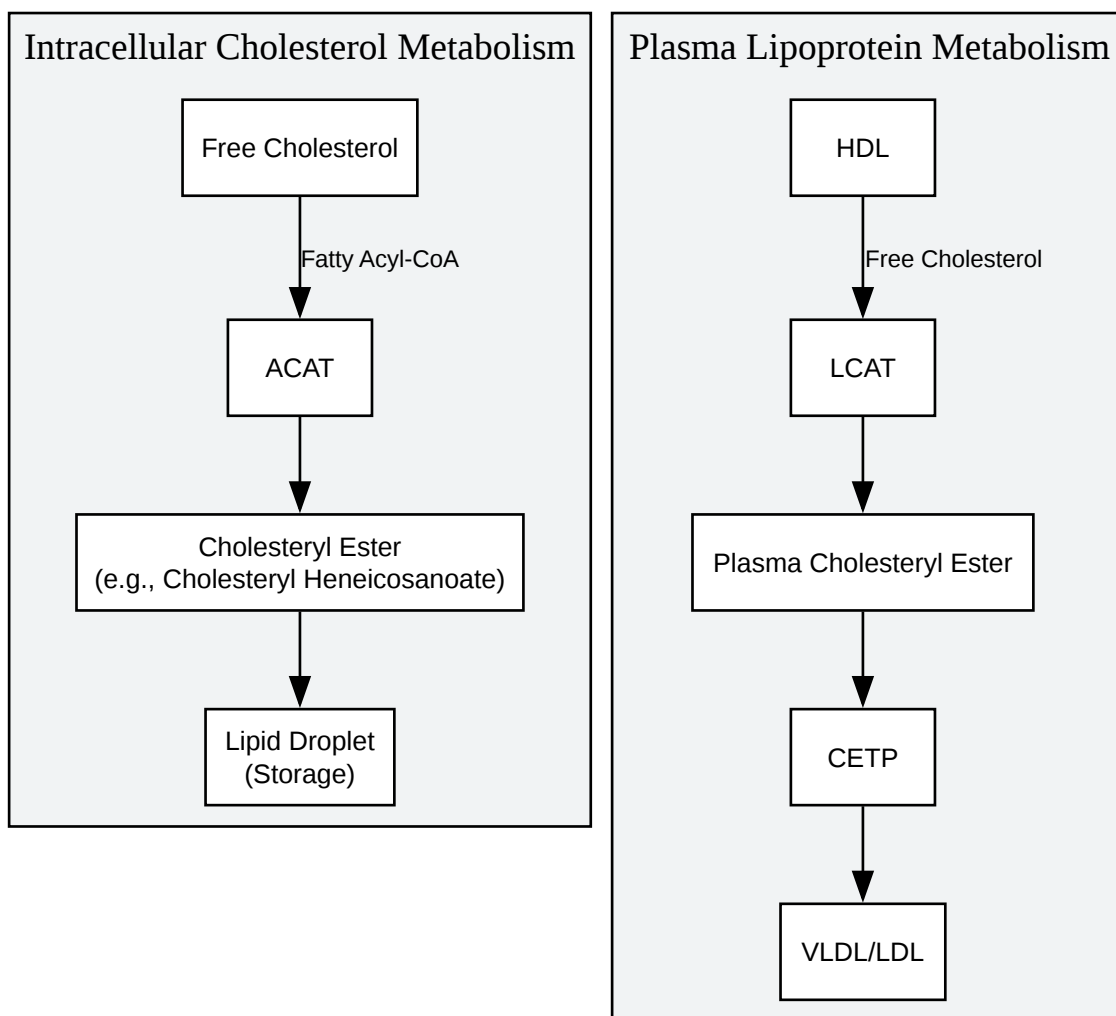 Intracellular Cholesterol Metabolism
Free Cholesterol
Fatty Acyl-CoA
ACAT
Cholesteryl Ester
(e.g., Cholesteryl Heneicosanoate)
Lipid Droplet
(Storage)
Plasma Lipoprotein Metabolism
HDL
Free Cholesterol
LCAT
Plasma Cholesteryl Ester
CETP
VLDL/LDL